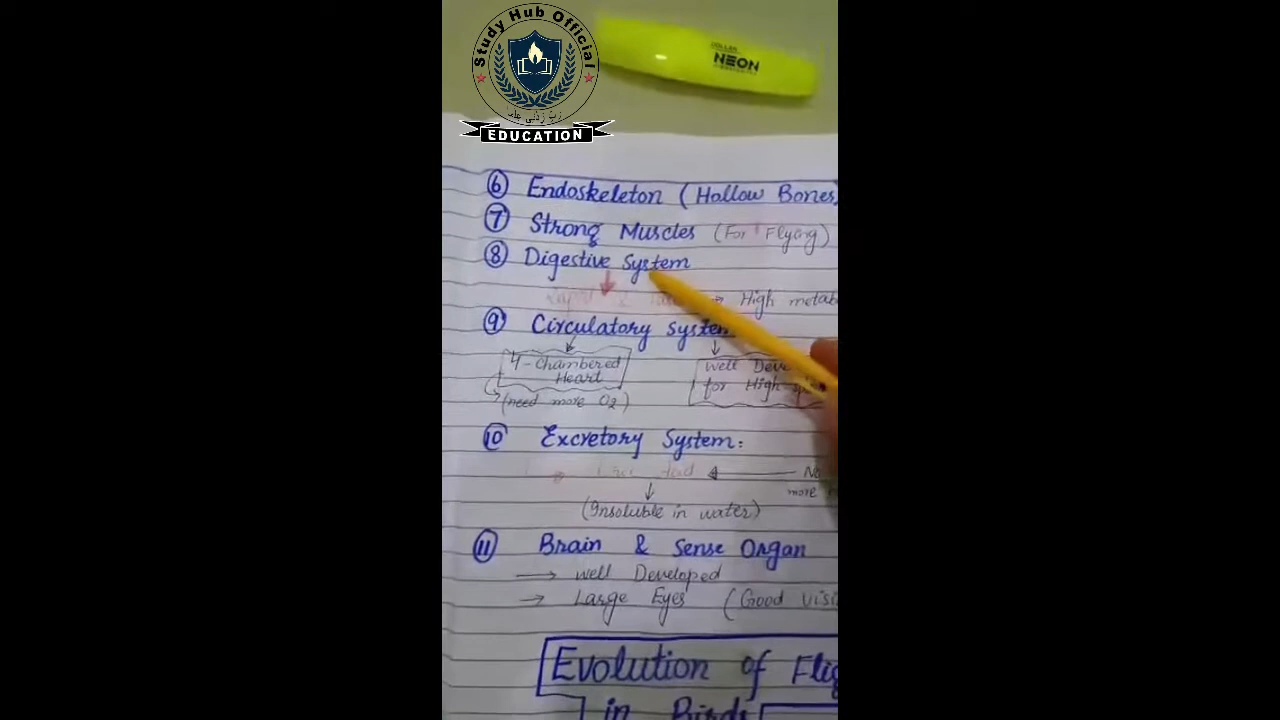 Study Hub Official
رَبِّ زِدْنِي عِلْمًا
EDUCATION
COLLEN
NEON
⑥ Endoskeleton (Hollow Bones,
⑦ Strong Muscles (For Flying)
⑧ Digestive System
→ High metab
⑨ Circulatory system
4-Chambered Heart
well Deve
for High
(need more O2)
⑩ Excretory System:
more
(Insoluble in water)
⑪ Brain & Sense Organ
→ well Developed
→ Large Eyes (Good Visi
Evolution of Flig
in Birds